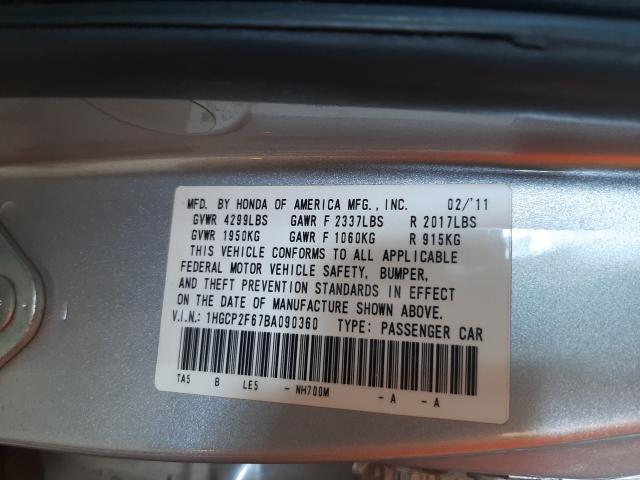 MFD. BY HONDA OF AMERICA MFG., INC. 02/'11
GVWR 4299LBS GAWR F 2337LBS R 2017LBS
GVWR 1950KG GAWR F 1060KG R 915KG
THIS VEHICLE CONFORMS TO ALL APPLICABLE
FEDERAL MOTOR VEHICLE SAFETY, BUMPER,
AND THEFT PREVENTION STANDARDS IN EFFECT
ON THE DATE OF MANUFACTURE SHOWN ABOVE.
V.I.N.: 1HGCP2F67BA090360 TYPE: PASSENGER CAR
TA5 B LE5 - NH700M - A - A